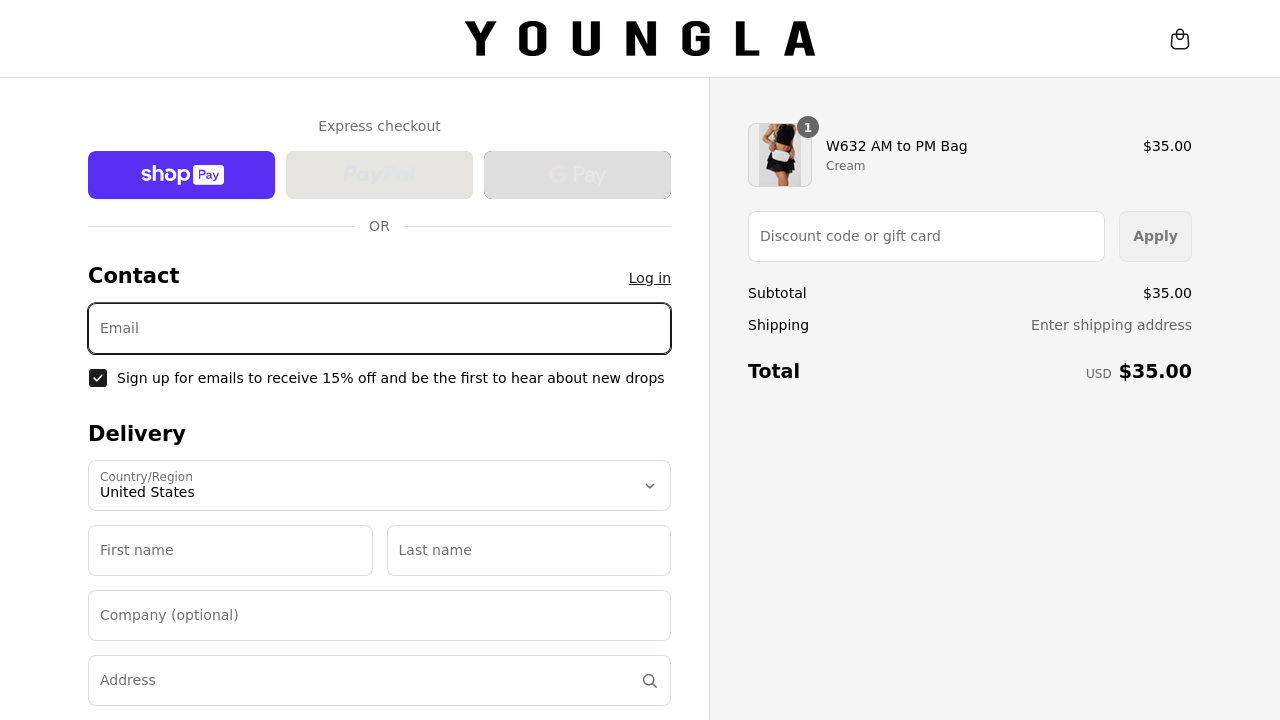 YOUNGLA
Express checkout
shop Pay
PayPal
G Pay
OR
Contact
Log in
Email
Sign up for emails to receive 15% off and be the first to hear about new drops
Delivery
Country/Region
United States
First name
Last name
Company (optional)
Address
1
W632 AM to PM Bag
$35.00
Cream
Discount code or gift card
Apply
Subtotal
$35.00
Shipping
Enter shipping address
Total
USD $35.00